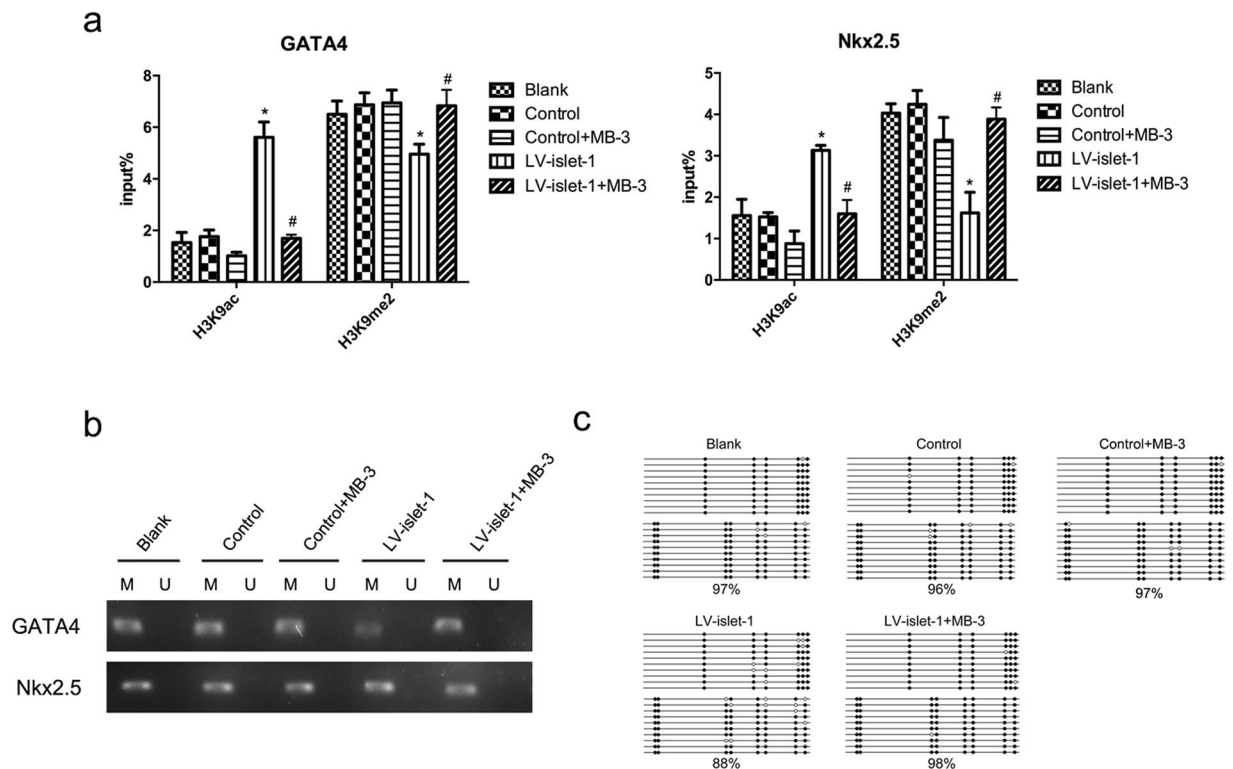 a
GATA4
input%
8
6
4
2
0
*
#
*
#
H3K9ac
H3K9me2
Blank
Control
Control+MB-3
LV-islet-1
LV-islet-1+MB-3
Nkx2.5
input%
5
4
3
2
1
0
*
#
*
#
H3K9ac
H3K9me2
Blank
Control
Control+MB-3
LV-islet-1
LV-islet-1+MB-3
b
Blank
Control
Control+MB-3
LV-islet-1
LV-islet-1+MB-3
M U M U M U M U M U
GATA4
Nkx2.5
c
Blank
Control
Control+MB-3
97%
96%
97%
LV-islet-1
LV-islet-1+MB-3
88%
98%